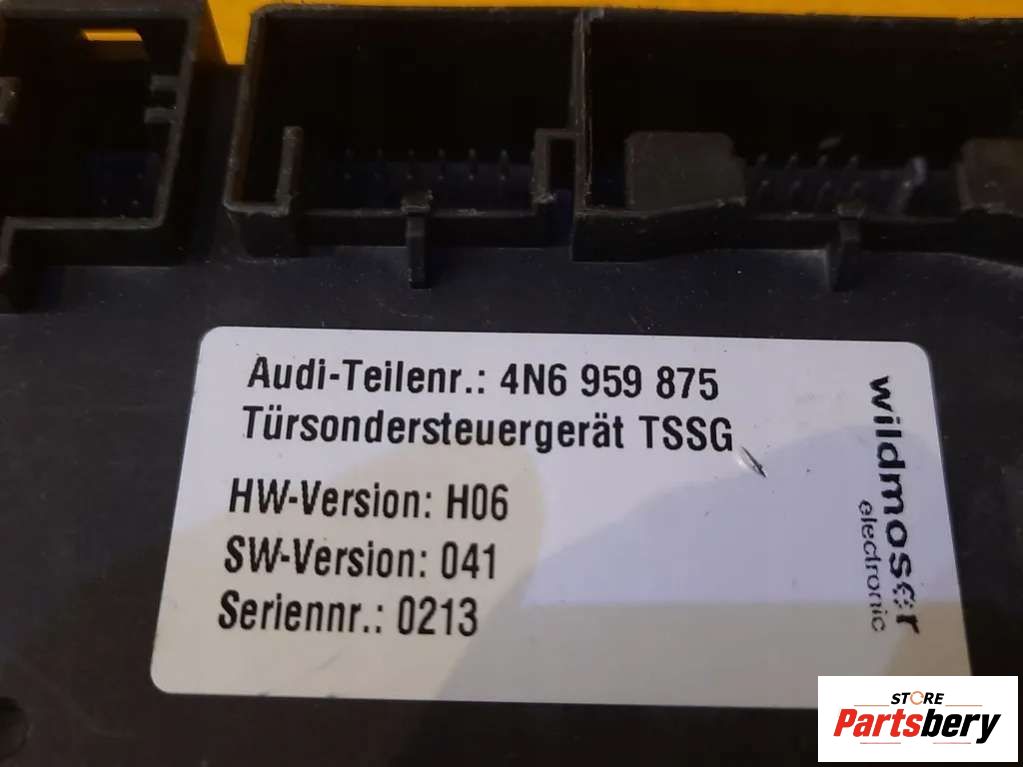 Audi-Teilenr.: 4N6 959 875
Türsondersteuergerät TSSG
HW-Version: H06
SW-Version: 041
Seriennr.: 0213
wildmoser
electronic
STORE
Partsbery